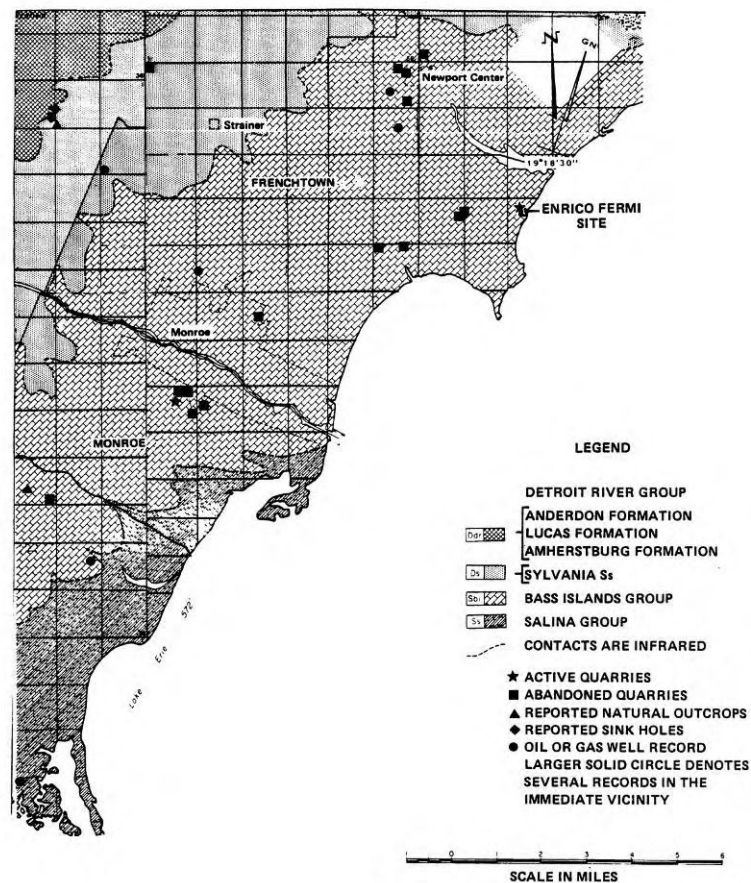 Newport Center
N
GN
Strainer
19°18'30"
FRENCHTOWN
ENRICO FERMI
SITE
Monroe
MONROE
LEGEND
DETROIT RIVER GROUP
ANDERDON FORMATION
Ddr LUCAS FORMATION
AMHERSTBURG FORMATION
Ds SYLVANIA Ss
Sbi BASS ISLANDS GROUP
Ss SALINA GROUP
CONTACTS ARE INFRARED
ACTIVE QUARRIES
ABANDONED QUARRIES
REPORTED NATURAL OUTCROPS
REPORTED SINK HOLES
OIL OR GAS WELL RECORD
LARGER SOLID CIRCLE DENOTES
SEVERAL RECORDS IN THE
IMMEDIATE VICINITY
Lake Erie 572'
1 0 1 2 3 4 5 6
SCALE IN MILES